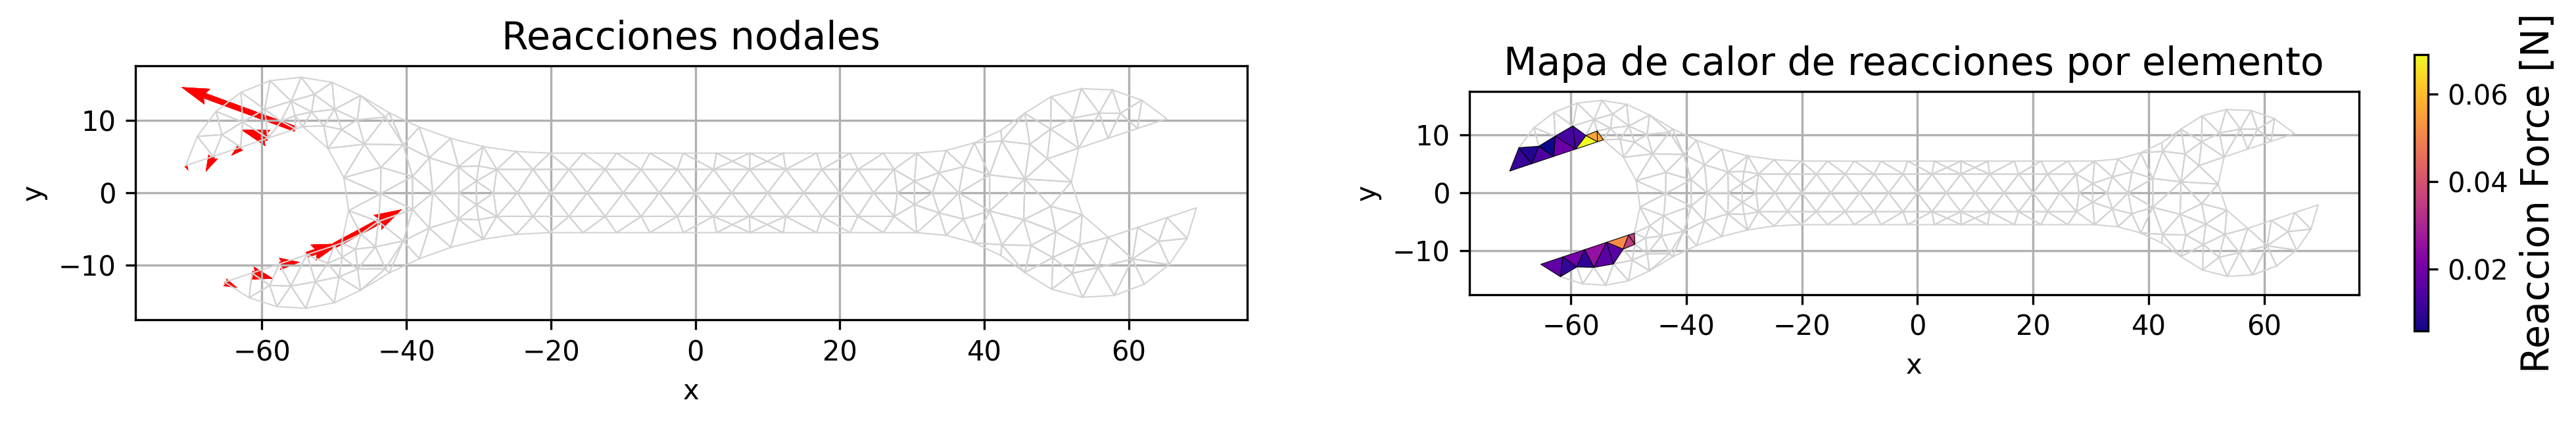 Reacciones nodales
10
0
−10
y
−60 −40 −20 0 20 40 60
x
Mapa de calor de reacciones por elemento
10
0
−10
y
−60 −40 −20 0 20 40 60
x
0.06
0.04
0.02
Reaccion Force [N]